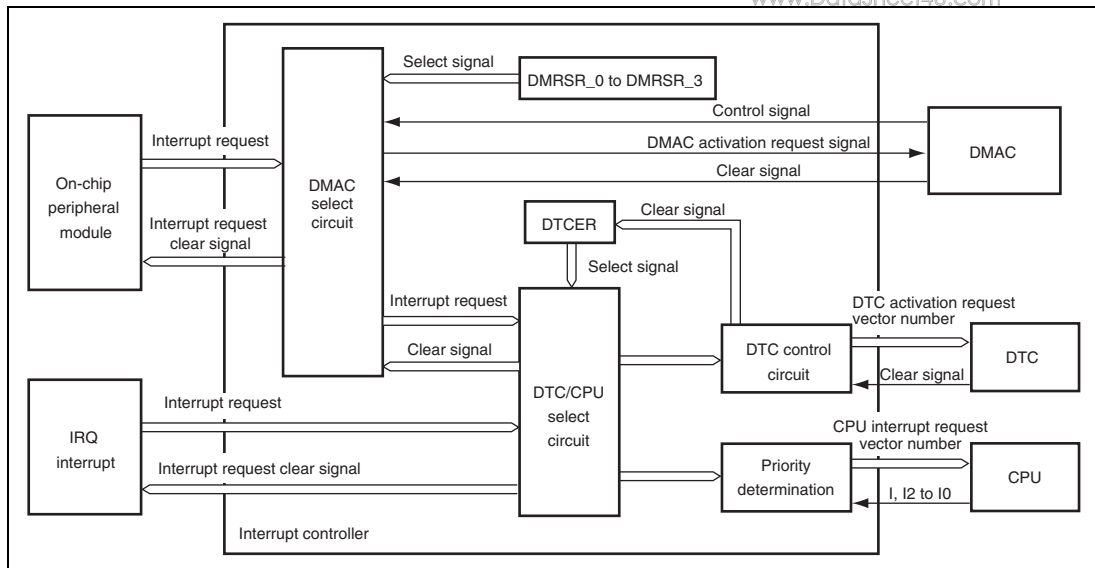 www.DataSheet4U.com
Select signal
DMRSR_0 to DMRSR_3
Control signal
Interrupt request
DMAC activation request signal
DMAC
Clear signal
On-chip
peripheral
module
DMAC
select
circuit
Interrupt request
clear signal
Clear signal
DTCER
Select signal
Interrupt request
DTC activation request
vector number
Clear signal
DTC control
circuit
DTC
Clear signal
Interrupt request
DTC/CPU
select
circuit
CPU interrupt request
vector number
IRQ
interrupt
Interrupt request clear signal
Priority
determination
CPU
I, I2 to I0
Interrupt controller